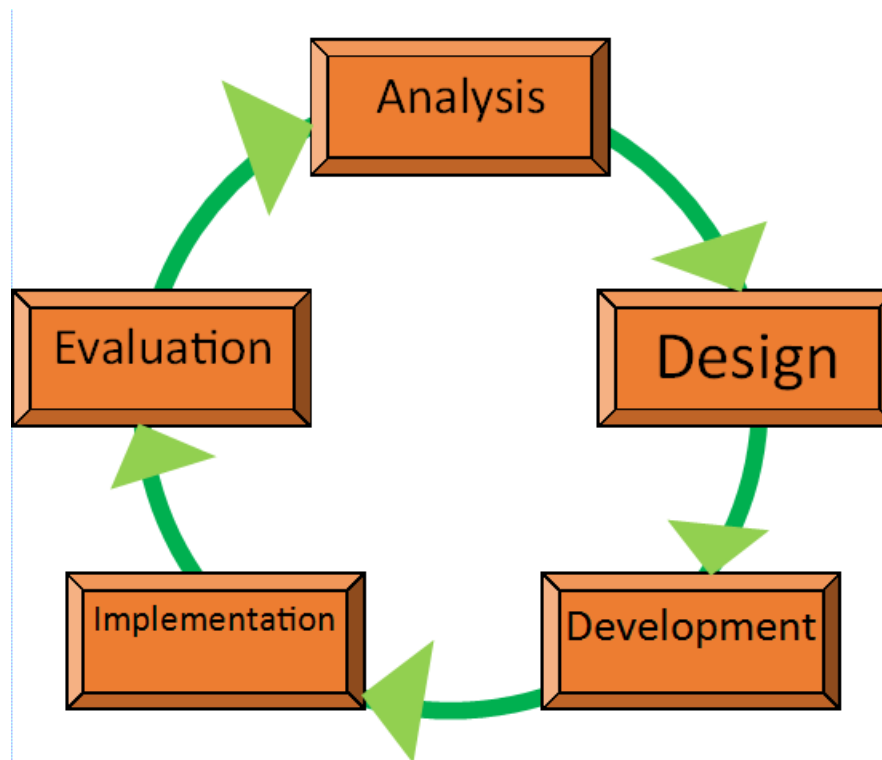 Analysis
Design
Development
Implementation
Evaluation